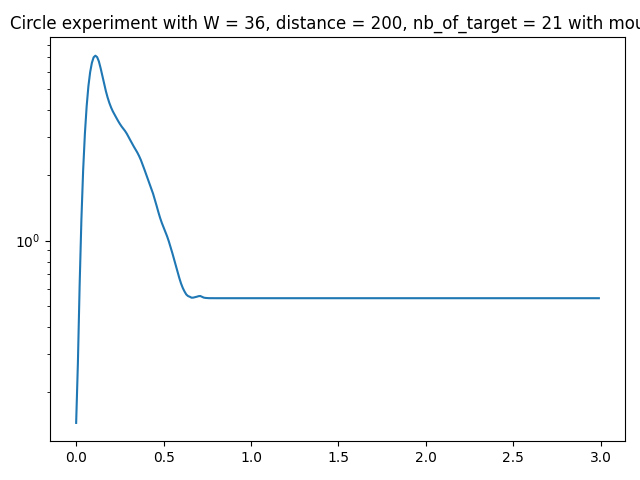 Circle experiment with W = 36, distance = 200, nb_of_target = 21 with
10⁰
0.0 0.5 1.0 1.5 2.0 2.5 3.0